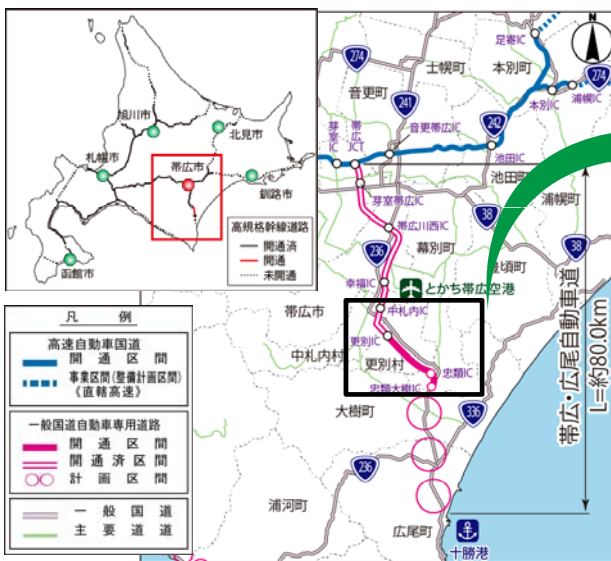 旭川市
北見市
札幌市
帯広市
釧路市
函館市
高規格幹線道路
開通済
開通
未開通
凡 例
高速自動車国道
開通区間
事業区間(整備計画区間)
《直轄高速》
一般国道自動車専用道路
開通区間
開通済区間
計画区間
一般国道
主要道道
足寄IC
N
274
士幌町
本別町
274
音更町
241
本別IC
浦幌IC
芽室IC
帯広JCT
音更帯広IC
242
池田IC
池田町
芽室帯広IC
浦幌町
38
帯広川西IC
236
幕別町
38
豊頃町
幸福IC
とかち帯広空港
帯広市
中札内IC
更別IC
中札内村
更別村
忠類IC
忠類大樹IC
大樹町
336
帯広・広尾自動車道
L=約80.0km
236
浦河町
広尾町
十勝港